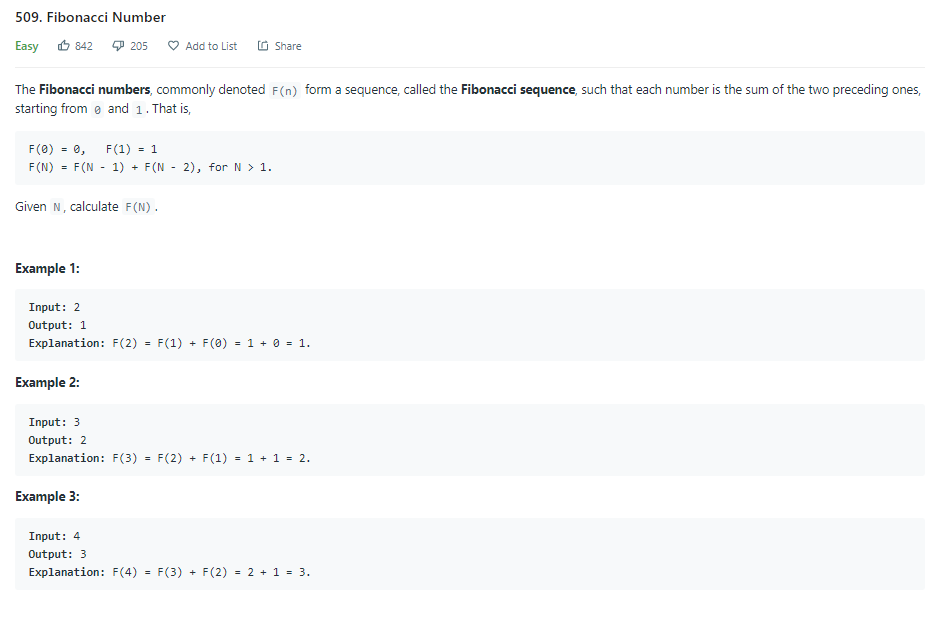 509. Fibonacci Number
Easy 842 205 Add to List Share
The Fibonacci numbers, commonly denoted F(n) form a sequence, called the Fibonacci sequence, such that each number is the sum of the two preceding ones,
starting from 0 and 1. That is,
F(0) = 0,   F(1) = 1
F(N) = F(N - 1) + F(N - 2), for N > 1.
Given N, calculate F(N).
Example 1:
Input: 2
Output: 1
Explanation: F(2) = F(1) + F(0) = 1 + 0 = 1.
Example 2:
Input: 3
Output: 2
Explanation: F(3) = F(2) + F(1) = 1 + 1 = 2.
Example 3:
Input: 4
Output: 3
Explanation: F(4) = F(3) + F(2) = 2 + 1 = 3.